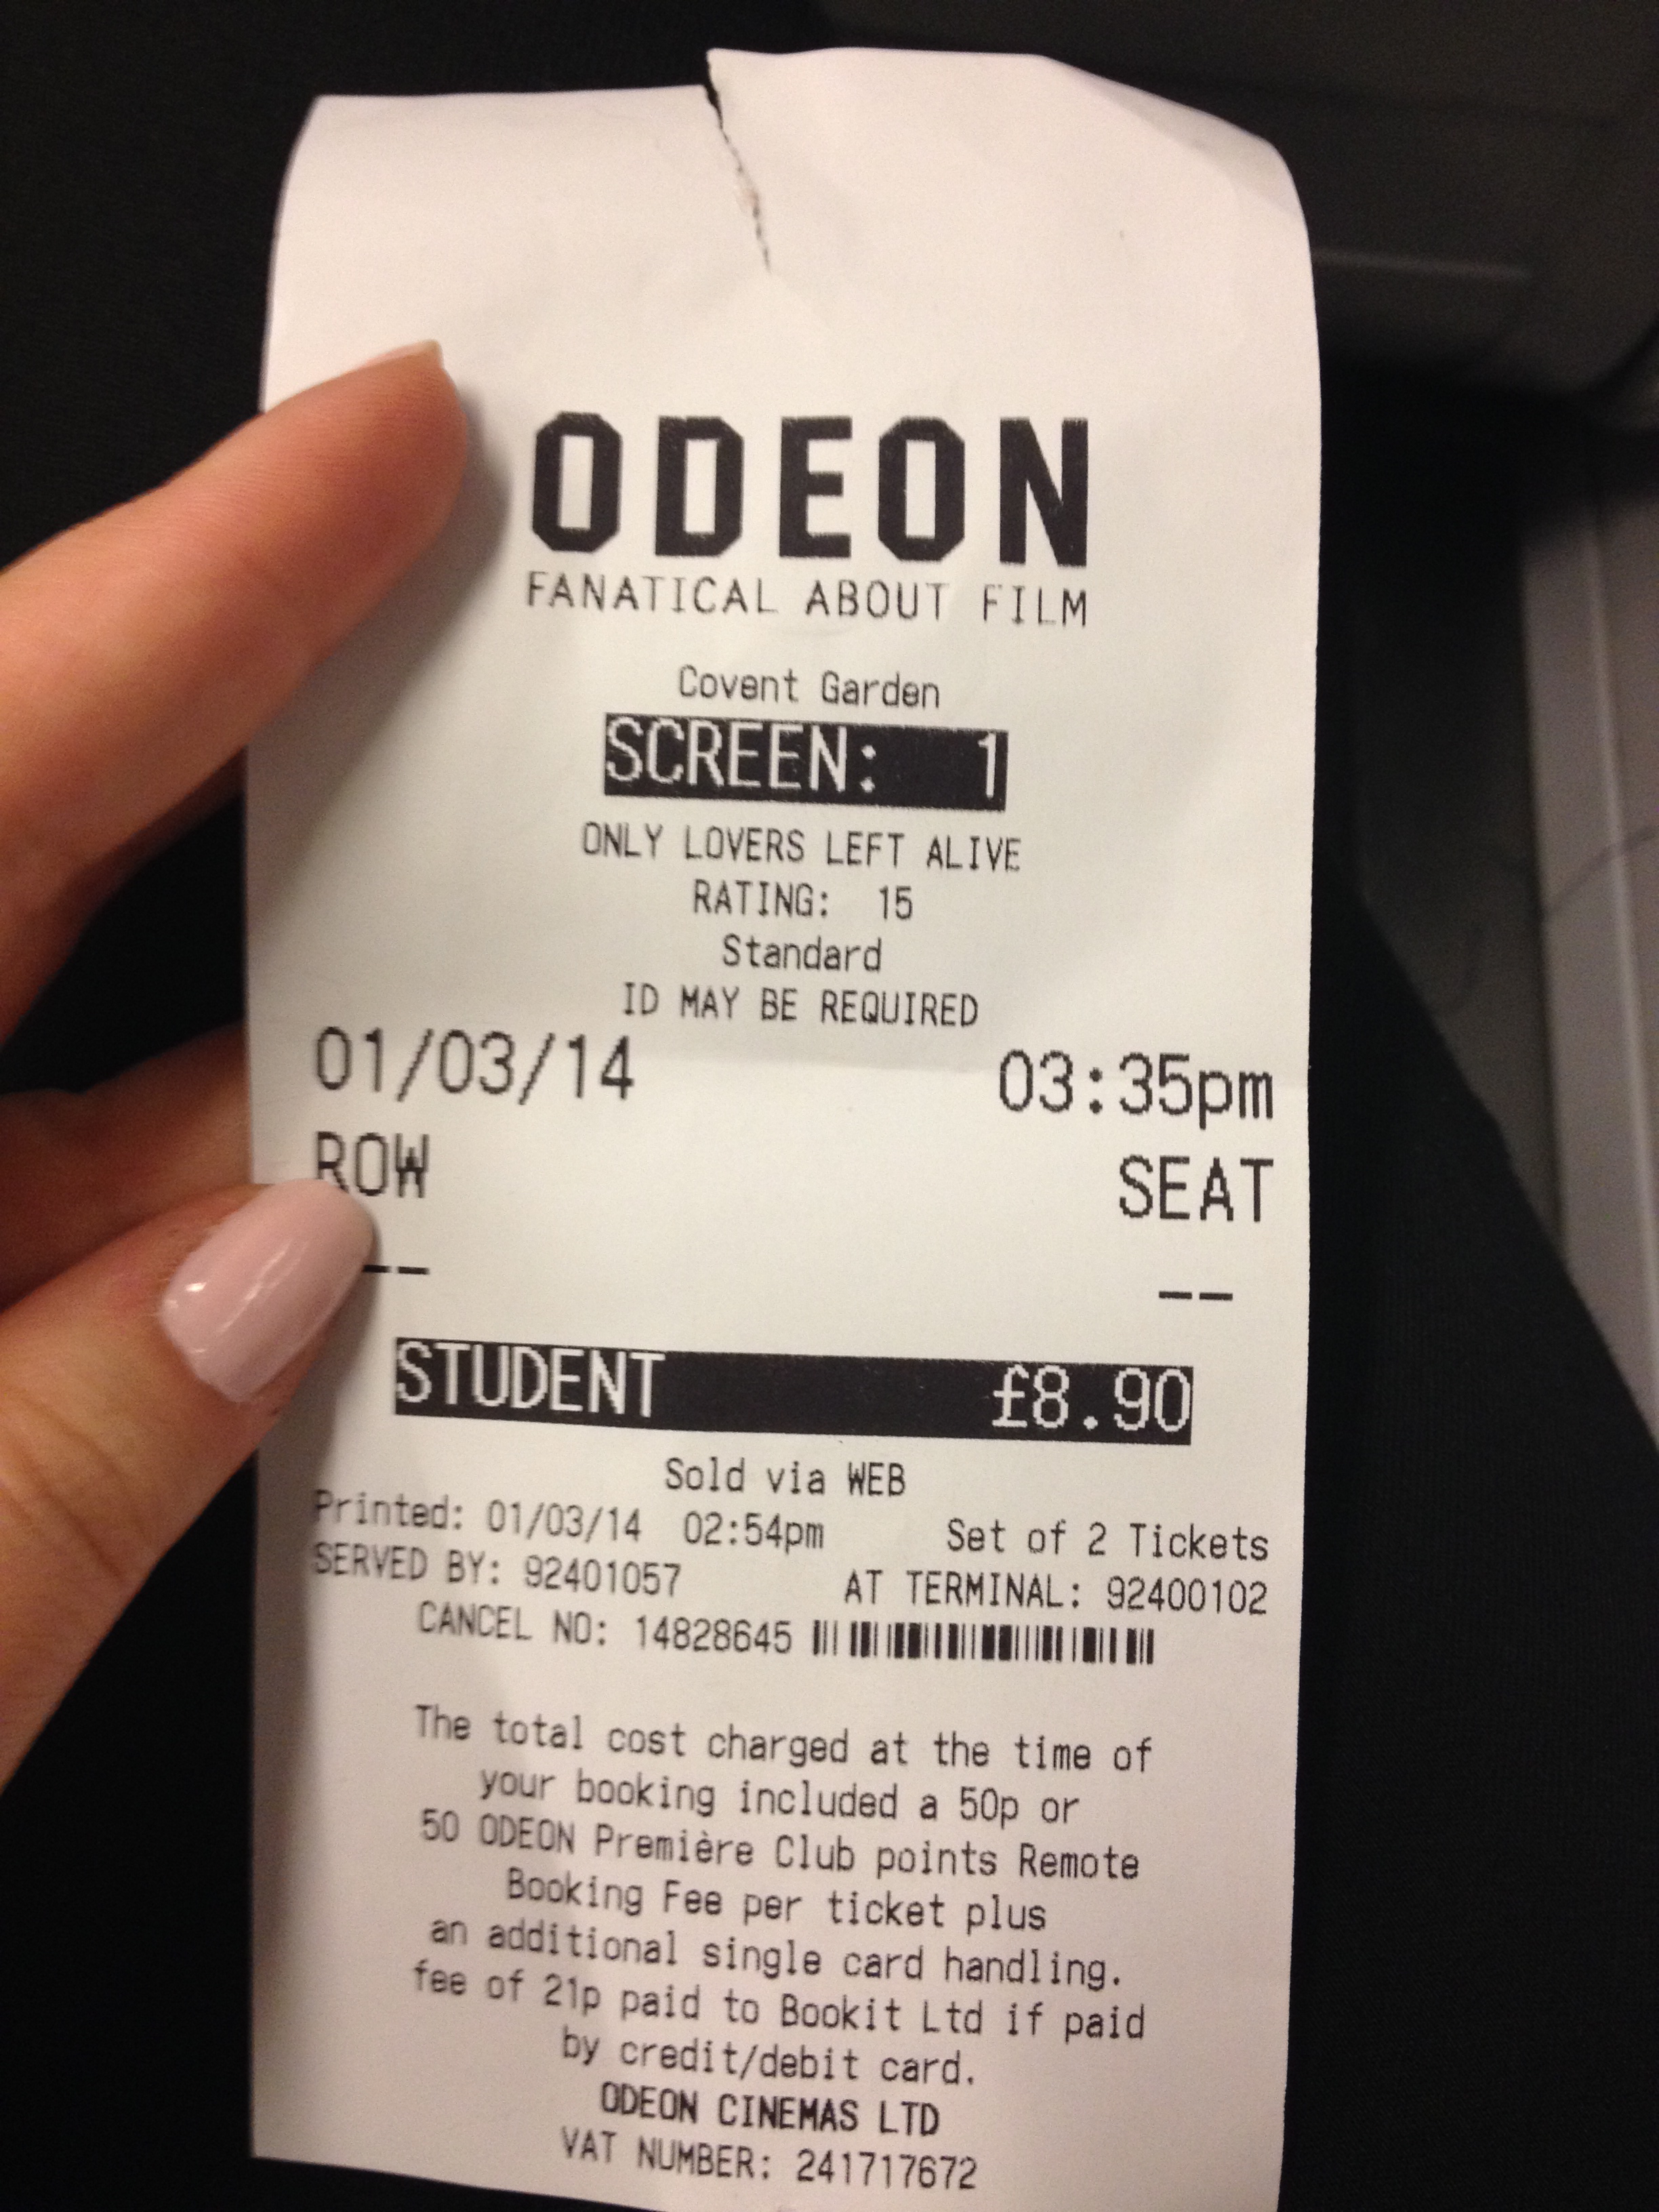 ODEON
FANATICAL ABOUT FILM
Covent Garden
SCREEN: 1
ONLY LOVERS LEFT ALIVE
RATING: 15
Standard
ID MAY BE REQUIRED
01/03/14 03:35pm
ROW SEAT
-- --
STUDENT £8.90
Sold via WEB
Printed: 01/03/14 02:54pm Set of 2 Tickets
SERVED BY: 92401057 AT TERMINAL: 92400102
CANCEL NO: 14828645
The total cost charged at the time of
your booking included a 50p or
50 ODEON Première Club points Remote
Booking Fee per ticket plus
an additional single card handling.
fee of 21p paid to Bookit Ltd if paid
by credit/debit card.
ODEON CINEMAS LTD
VAT NUMBER: 241717672